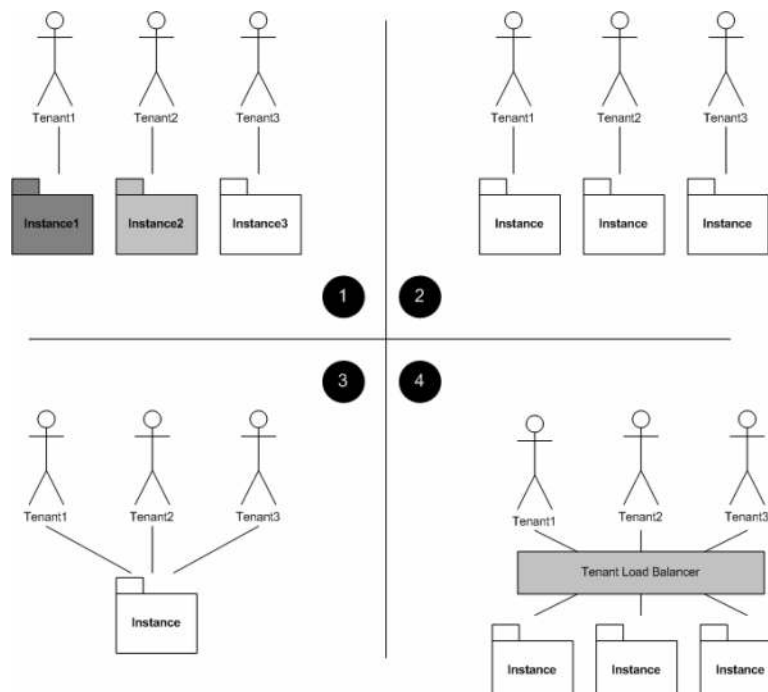 Tenant1 Tenant2 Tenant3
Instance1 Instance2 Instance3
1
Tenant1 Tenant2 Tenant3
Instance Instance Instance
2
3
Tenant1 Tenant2 Tenant3
Instance
4
Tenant1 Tenant2 Tenant3
Tenant Load Balancer
Instance Instance Instance